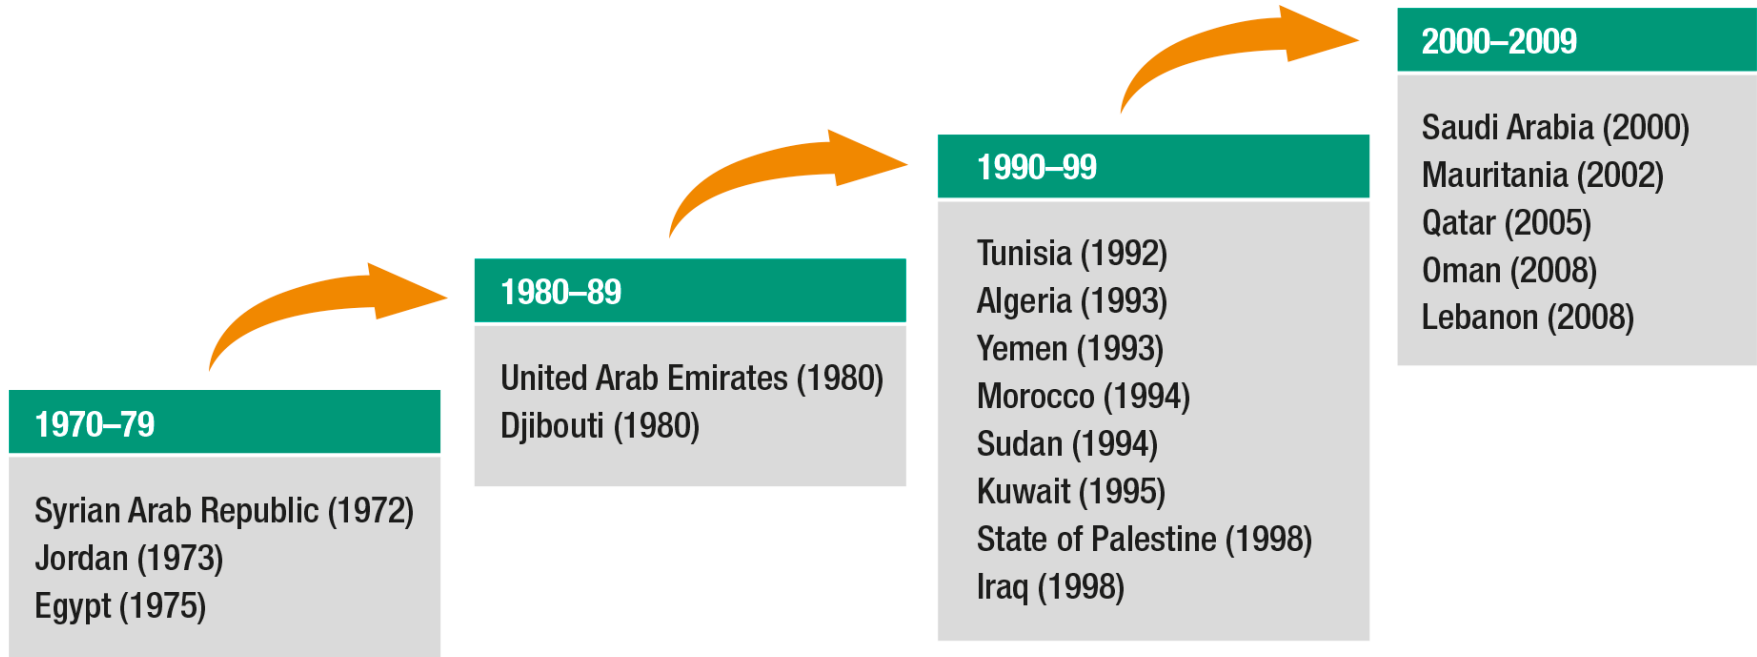 1970–79
Syrian Arab Republic (1972)
Jordan (1973)
Egypt (1975)
1980–89
United Arab Emirates (1980)
Djibouti (1980)
1990–99
Tunisia (1992)
Algeria (1993)
Yemen (1993)
Morocco (1994)
Sudan (1994)
Kuwait (1995)
State of Palestine (1998)
Iraq (1998)
2000–2009
Saudi Arabia (2000)
Mauritania (2002)
Qatar (2005)
Oman (2008)
Lebanon (2008)